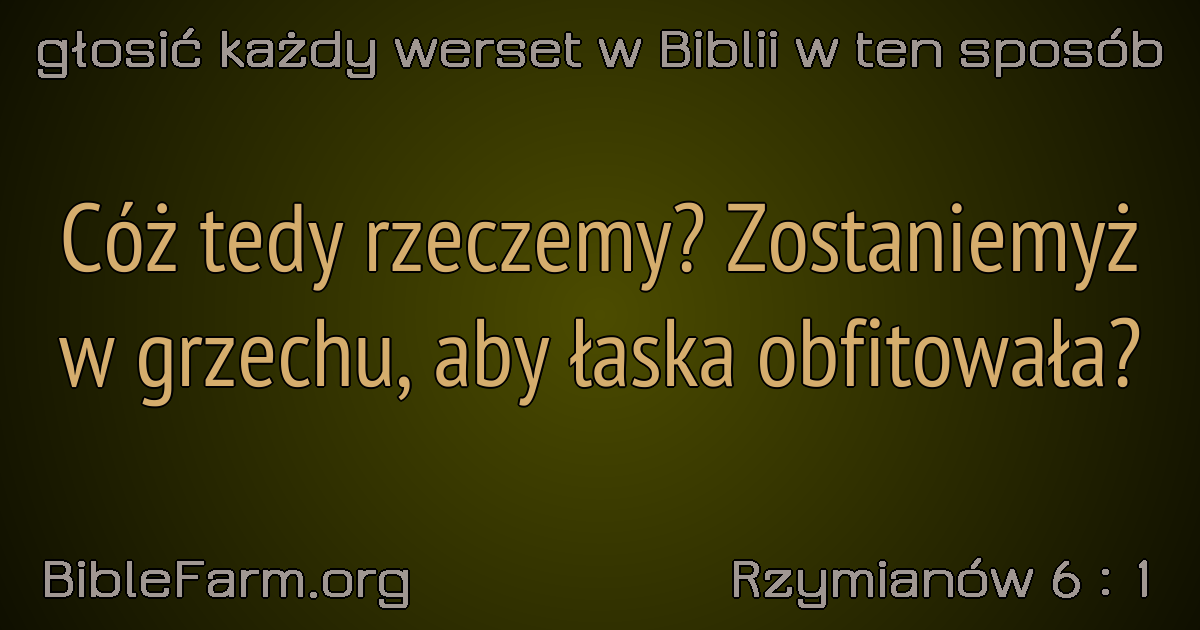 głosić każdy werset w Biblii w ten sposób
Cóż tedy rzeczemy? Zostaniemyż
w grzechu, aby łaska obfitowała?
BibleFarm.org
Rzymianów 6 : 1